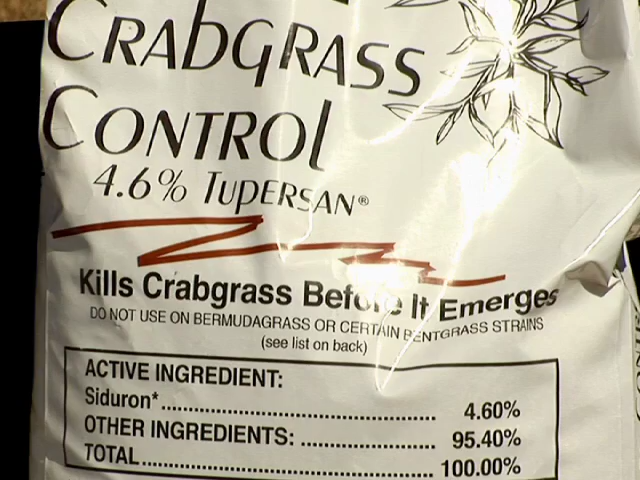 CRAbGRASS
CONTROl
4.6% TUPERSAN®
Kills Crabgrass Before It Emerges
DO NOT USE ON BERMUDAGRASS OR CERTAIN BENTGRASS STRAINS
(see list on back)
ACTIVE INGREDIENT:
Siduron*.......................................... 4.60%
OTHER INGREDIENTS: .................... 95.40%
TOTAL............................................. 100.00%